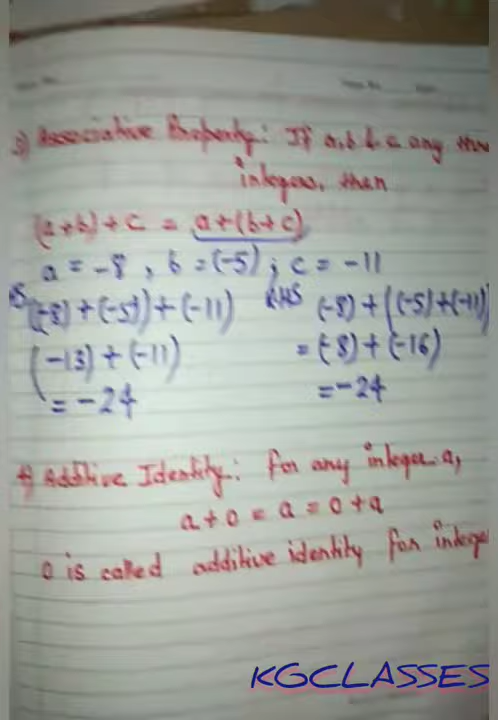 3) Associative Property: If a, b & c any three
integers, then
(a+b)+c = a+(b+c)
a = -8, b = (-5); c = -11
HS (-8)+(-5))+(-11) RHS (-8)+((-5)+(-11))
(-13)+(-11) = (-8)+(-16)
= -24 = -24
4) Additive Identity: for any integer a,
a+0 = a = 0+a
0 is called additive identity for intege
KGCLASSES